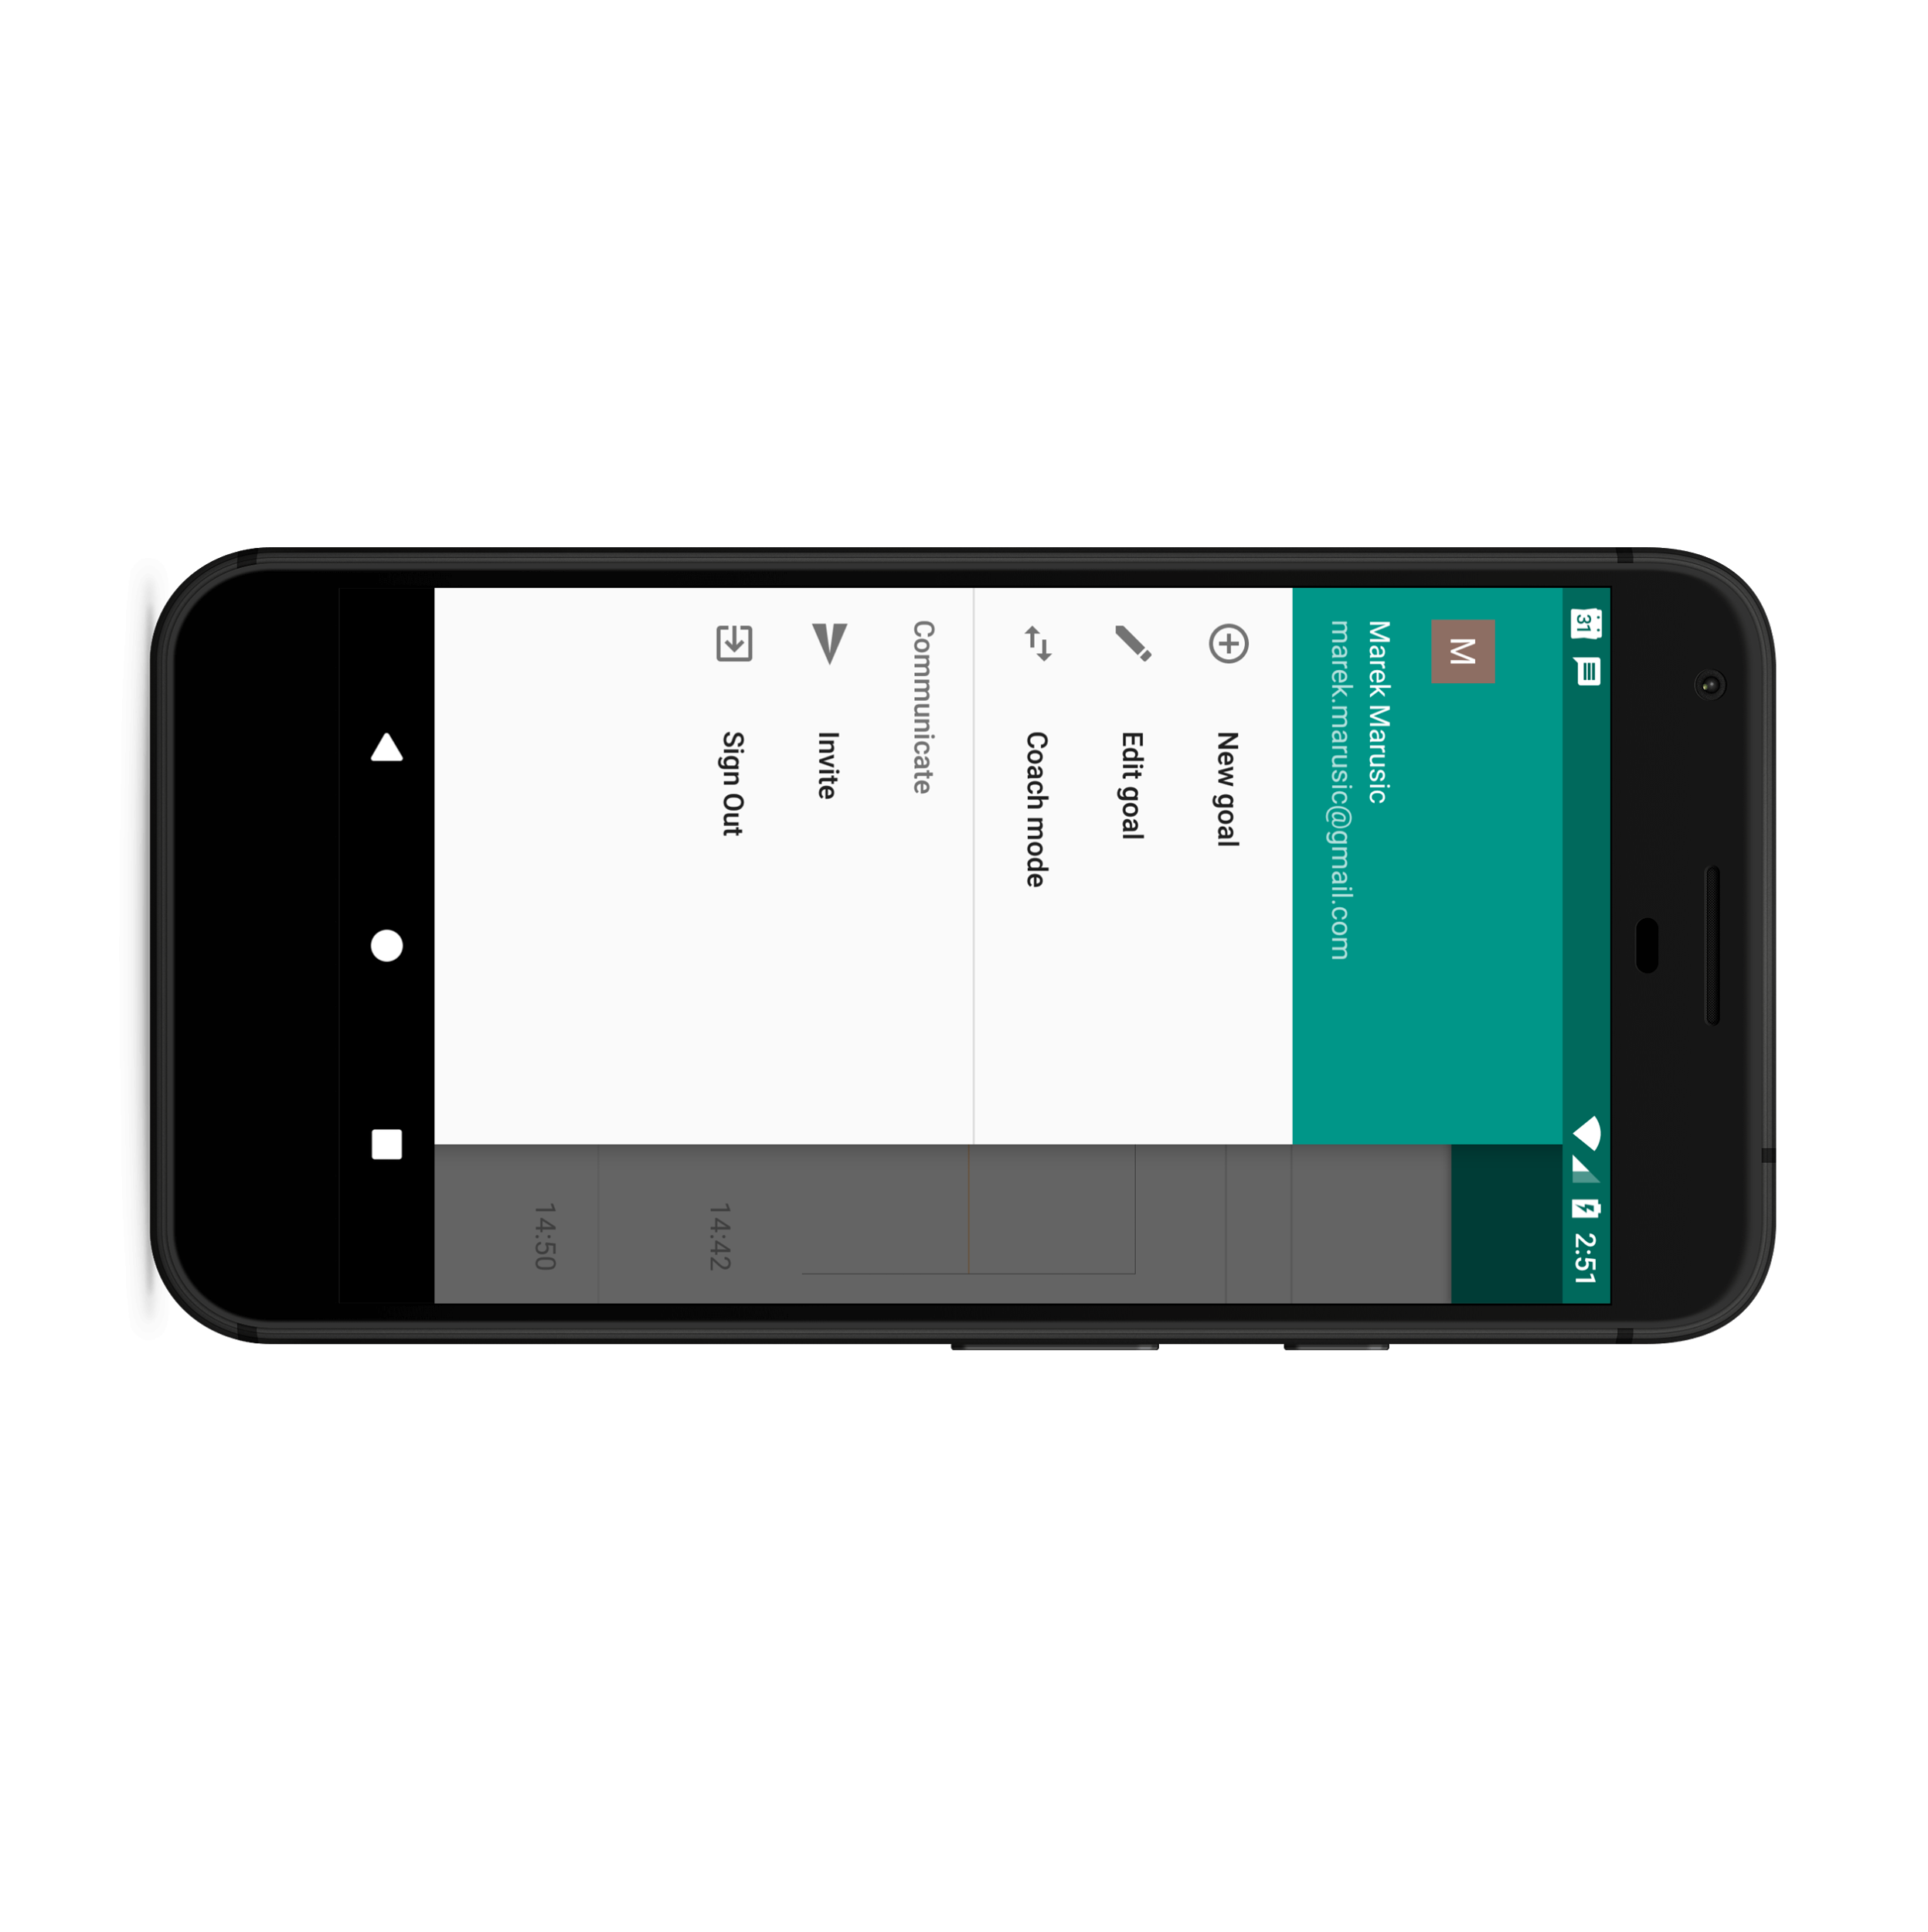 31
2:51
M
Marek Marusic
marek.marusic@gmail.com
New goal
Edit goal
Coach mode
Communicate
Invite
Sign Out
14:42
14:50